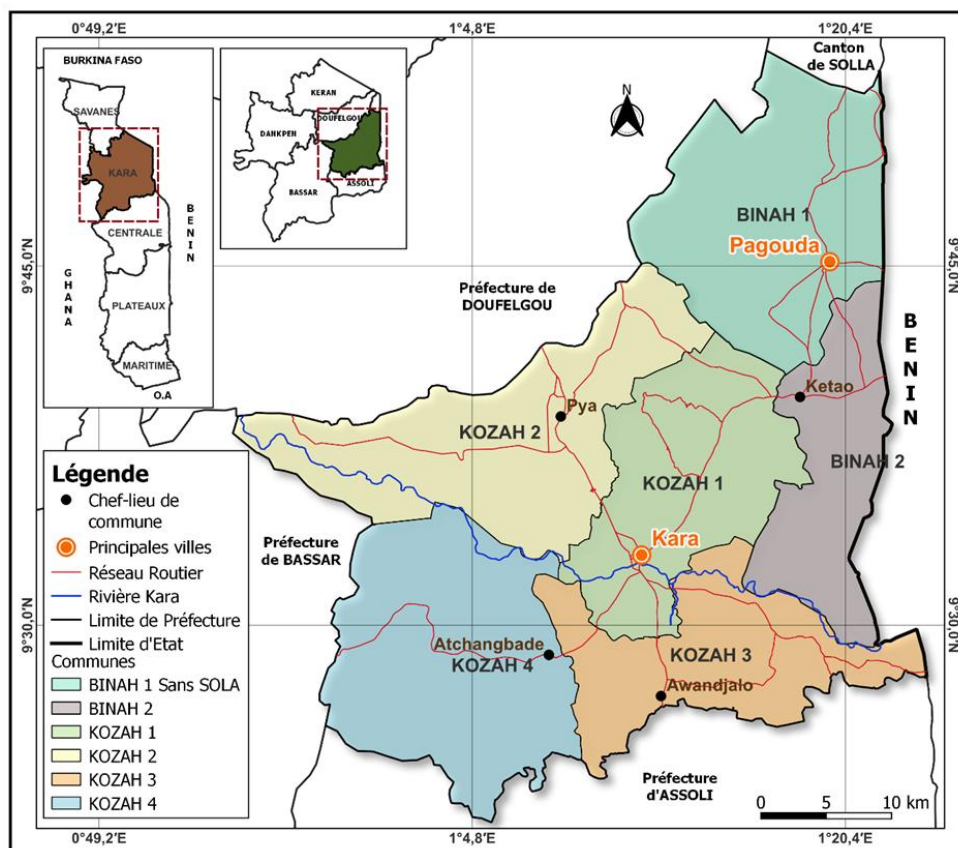 0°49,2'E
1°4,8'E
1°20,4'E
BURKINA FASO
SAVANES
KARA
CENTRALE
PLATEAUX
MARITIME
O.A
GHANA
BENIN
KERAN
DOUFELGOU
DANKPEN
BASSAR
ASSOLI
N
Canton
de SOLLA
BINAH 1
Pagouda
9°45,0'N
9°45,0'N
Préfecture de
DOUFELGOU
BENIN
Ketao
Pya
KOZAH 2
BINAH 2
KOZAH 1
Préfecture
de BASSAR
Kara
9°30,0'N
9°30,0'N
Atchangbade
KOZAH 4
KOZAH 3
Awandjalo
Préfecture
d'ASSOLI
0 5 10 km
Légende
Chef-lieu de
commune
Principales villes
Réseau Routier
Rivière Kara
Limite de Préfecture
Limite d'Etat
Communes
BINAH 1 Sans SOLA
BINAH 2
KOZAH 1
KOZAH 2
KOZAH 3
KOZAH 4
0°49,2'E
1°4,8'E
1°20,4'E